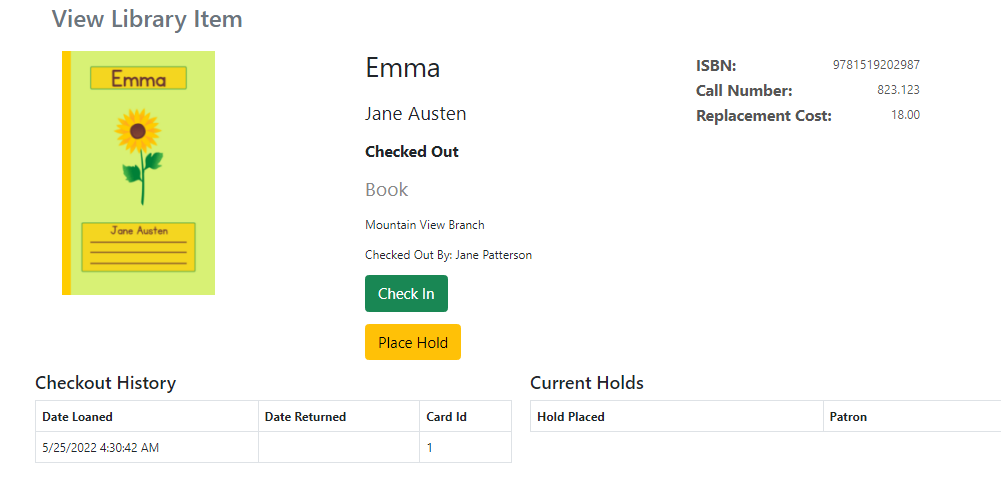 View Library Item
Emma
Jane Austen
Emma
Jane Austen
Checked Out
Book
Mountain View Branch
Checked Out By: Jane Patterson
Check In
Place Hold
ISBN: 9781519202987
Call Number: 823.123
Replacement Cost: 18.00
Checkout History
Date Loaned Date Returned Card Id
5/25/2022 4:30:42 AM 1
Current Holds
Hold Placed Patron